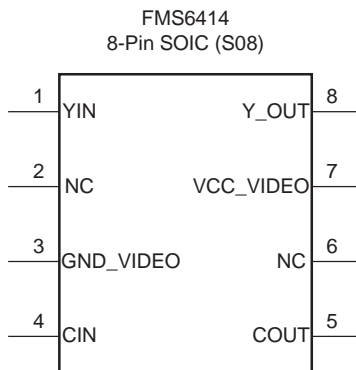 FMS6414
8-Pin SOIC (S08)
1 YIN Y_OUT 8
2 NC VCC_VIDEO 7
3 GND_VIDEO NC 6
4 CIN COUT 5